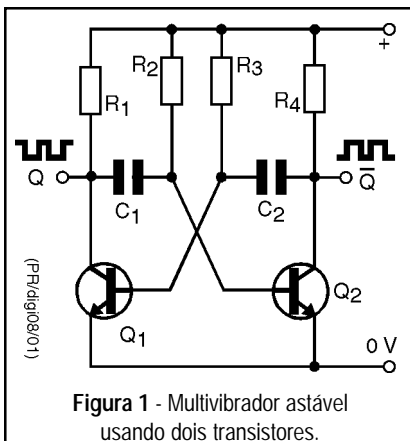 R2
R3
+
R1
R4
Q
Q̅
C1
C2
(PR/digi08/01)
Q1
Q2
0 V
Figura 1 - Multivibrador astável
usando dois transistores.